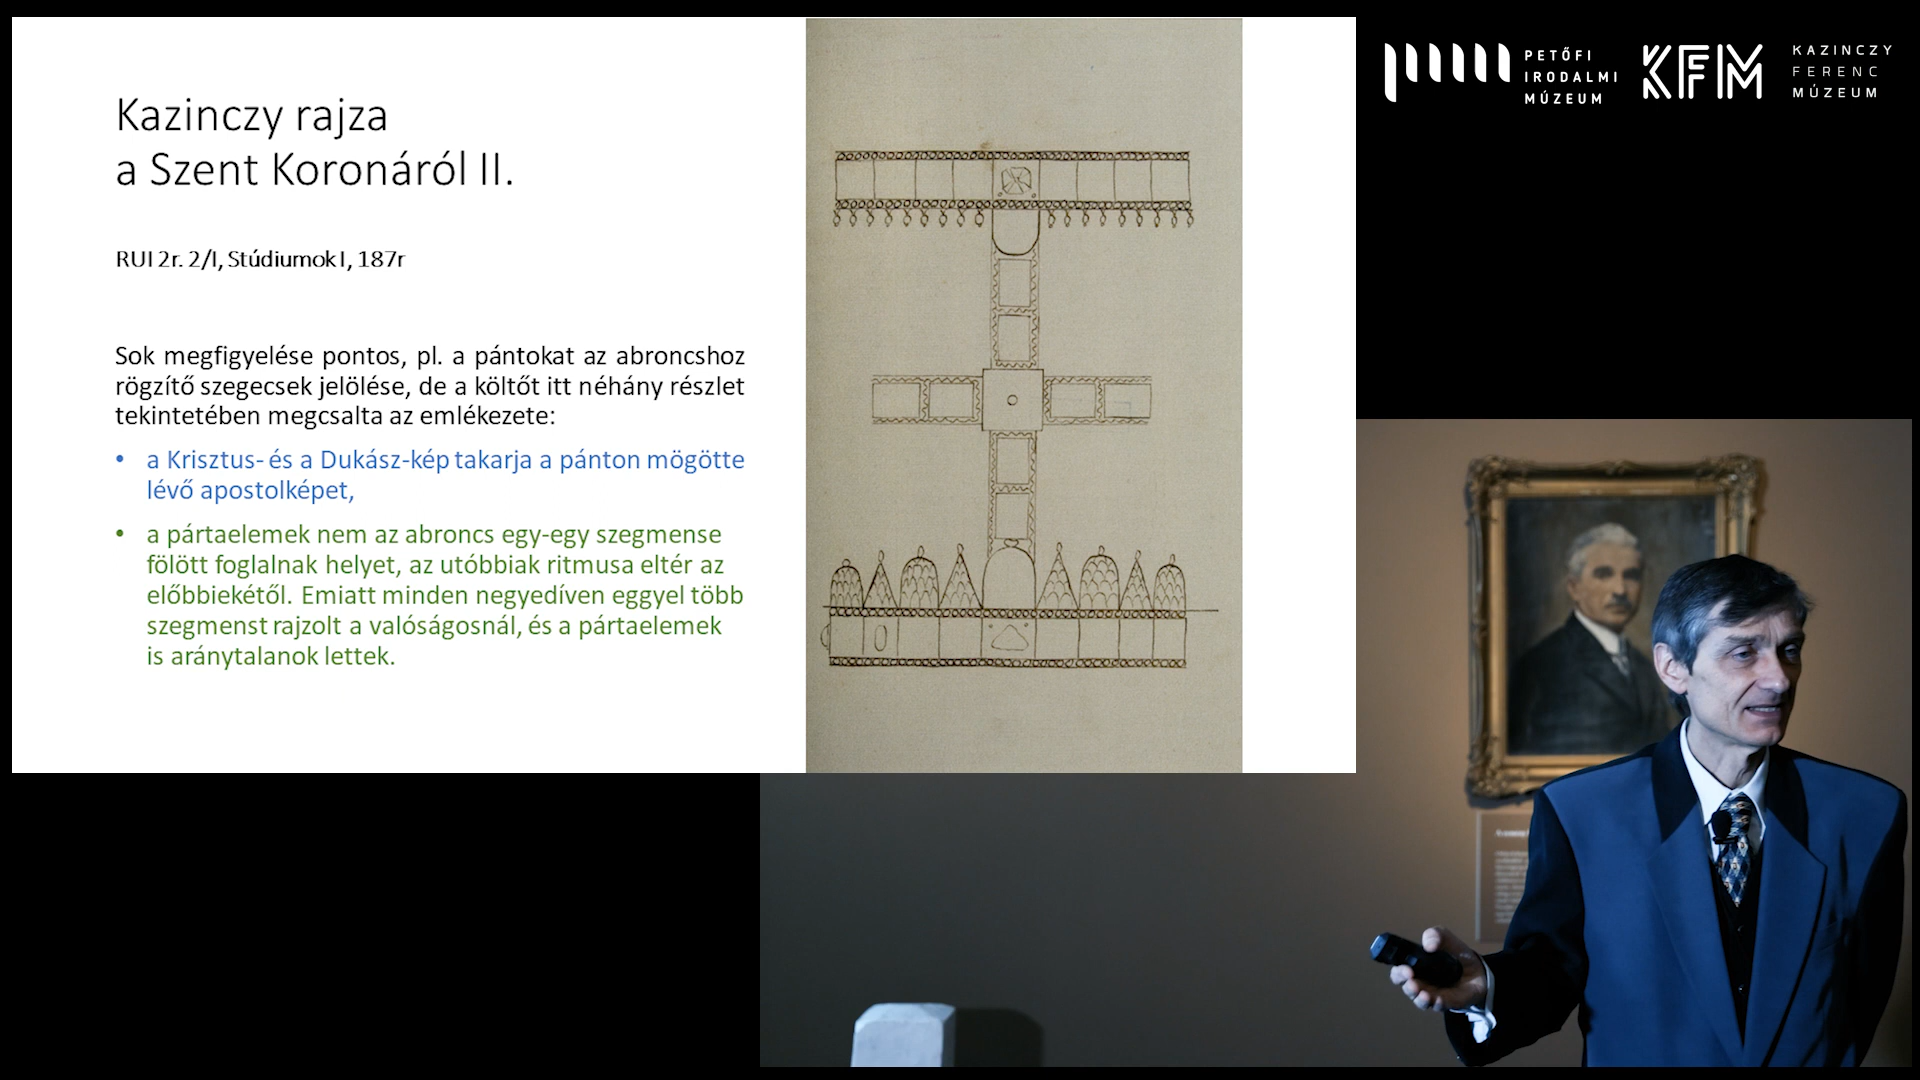 Kazinczy rajza
a Szent Koronáról II.
RUI 2r. 2/I, Stúdiumok I, 187r
Sok megfigyelése pontos, pl. a pántokat az abroncshoz
rögzítő szegecsek jelölése, de a költőt itt néhány részlet
tekintetében megcsalta az emlékezete:
• a Krisztus- és a Dukász-kép takarja a pánton mögötte
lévő apostolképet,
• a pártaelemek nem az abroncs egy-egy szegmense
fölött foglalnak helyet, az utóbbiak ritmusa eltér az
előbbiekétől. Emiatt minden negyedíven eggyel több
szegmenst rajzolt a valóságosnál, és a pártaelemek
is aránytalanok lettek.
PETŐFI
IRODALMI
MÚZEUM
KFM
KAZINCZY
FERENC
MÚZEUM